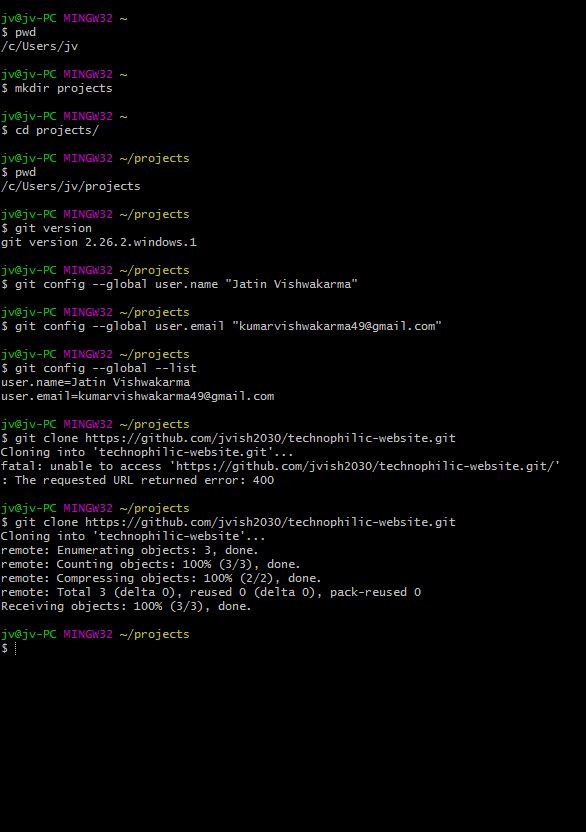 jv@jv-PC MINGW32 ~
$ pwd
/c/Users/jv
jv@jv-PC MINGW32 ~
$ mkdir projects
jv@jv-PC MINGW32 ~
$ cd projects/
jv@jv-PC MINGW32 ~/projects
$ pwd
/c/Users/jv/projects
jv@jv-PC MINGW32 ~/projects
$ git version
git version 2.26.2.windows.1
jv@jv-PC MINGW32 ~/projects
$ git config --global user.name "Jatin Vishwakarma"
jv@jv-PC MINGW32 ~/projects
$ git config --global user.email "kumarvishwakarma49@gmail.com"
jv@jv-PC MINGW32 ~/projects
$ git config --global --list
user.name=Jatin Vishwakarma
user.email=kumarvishwakarma49@gmail.com
jv@jv-PC MINGW32 ~/projects
$ git clone https://github.com/jvish2030/technophilic-website.git
Cloning into 'technophilic-website.git'...
fatal: unable to access 'https://github.com/jvish2030/technophilic-website.git/'
: The requested URL returned error: 400
jv@jv-PC MINGW32 ~/projects
$ git clone https://github.com/jvish2030/technophilic-website.git
Cloning into 'technophilic-website'...
remote: Enumerating objects: 3, done.
remote: Counting objects: 100% (3/3), done.
remote: Compressing objects: 100% (2/2), done.
remote: Total 3 (delta 0), reused 0 (delta 0), pack-reused 0
Receiving objects: 100% (3/3), done.
jv@jv-PC MINGW32 ~/projects
$